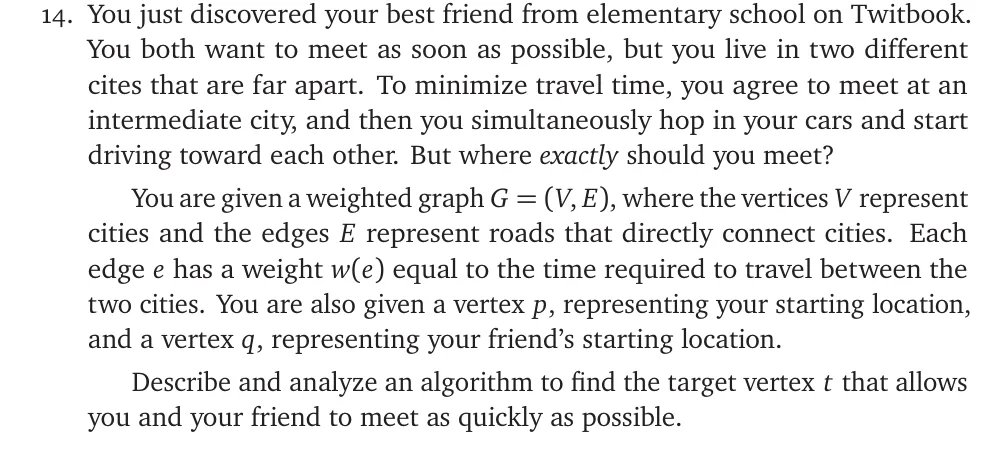 14. You just discovered your best friend from elementary school on Twitbook.
You both want to meet as soon as possible, but you live in two different
cites that are far apart. To minimize travel time, you agree to meet at an
intermediate city, and then you simultaneously hop in your cars and start
driving toward each other. But where exactly should you meet?
You are given a weighted graph G = (V, E), where the vertices V represent
cities and the edges E represent roads that directly connect cities. Each
edge e has a weight w(e) equal to the time required to travel between the
two cities. You are also given a vertex p, representing your starting location,
and a vertex q, representing your friend’s starting location.
Describe and analyze an algorithm to find the target vertex t that allows
you and your friend to meet as quickly as possible.